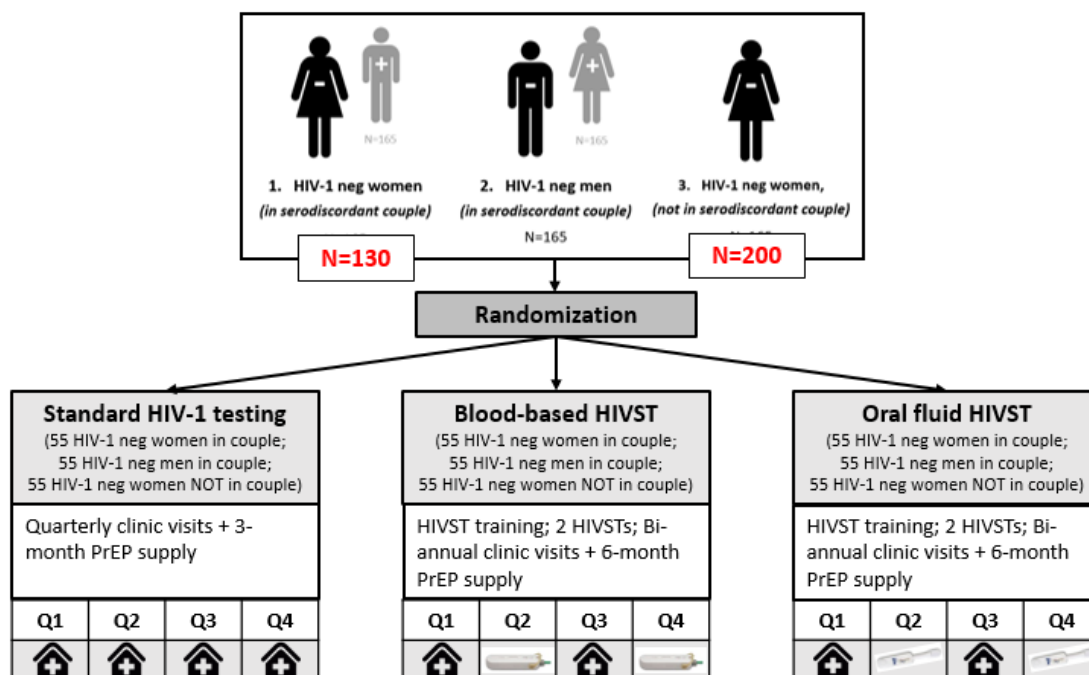 +
-
N=165
-
+
N=165
-
1. HIV-1 neg women
(in serodiscordant couple)
N=130
2. HIV-1 neg men
(in serodiscordant couple)
N=165
3. HIV-1 neg women,
(not in serodiscordant couple)
N=200
Randomization
Standard HIV-1 testing
(55 HIV-1 neg women in couple;
55 HIV-1 neg men in couple;
55 HIV-1 neg women NOT in couple)
Quarterly clinic visits + 3-
month PrEP supply
Q1 Q2 Q3 Q4
Blood-based HIVST
(55 HIV-1 neg women in couple;
55 HIV-1 neg men in couple;
55 HIV-1 neg women NOT in couple)
HIVST training; 2 HIVSTs; Bi-
annual clinic visits + 6-month
PrEP supply
Q1 Q2 Q3 Q4
Oral fluid HIVST
(55 HIV-1 neg women in couple;
55 HIV-1 neg men in couple;
55 HIV-1 neg women NOT in couple)
HIVST training; 2 HIVSTs; Bi-
annual clinic visits + 6-month
PrEP supply
Q1 Q2 Q3 Q4